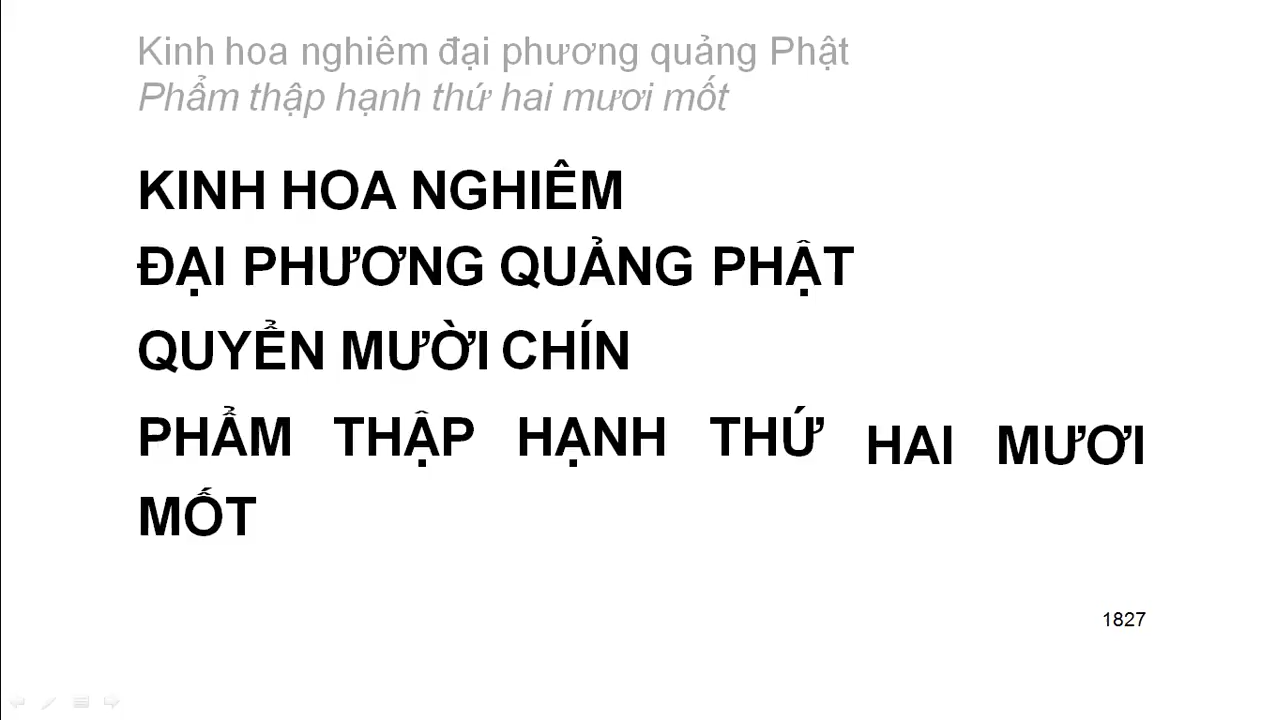 Kinh hoa nghiêm đại phương quảng Phật
Phẩm thập hạnh thứ hai mươi mốt
KINH HOA NGHIÊM
ĐẠI PHƯƠNG QUẢNG PHẬT
QUYỂN MƯỜI CHÍN
PHẨM THẬP HẠNH THỨ HAI MƯƠI
MỐT
1827